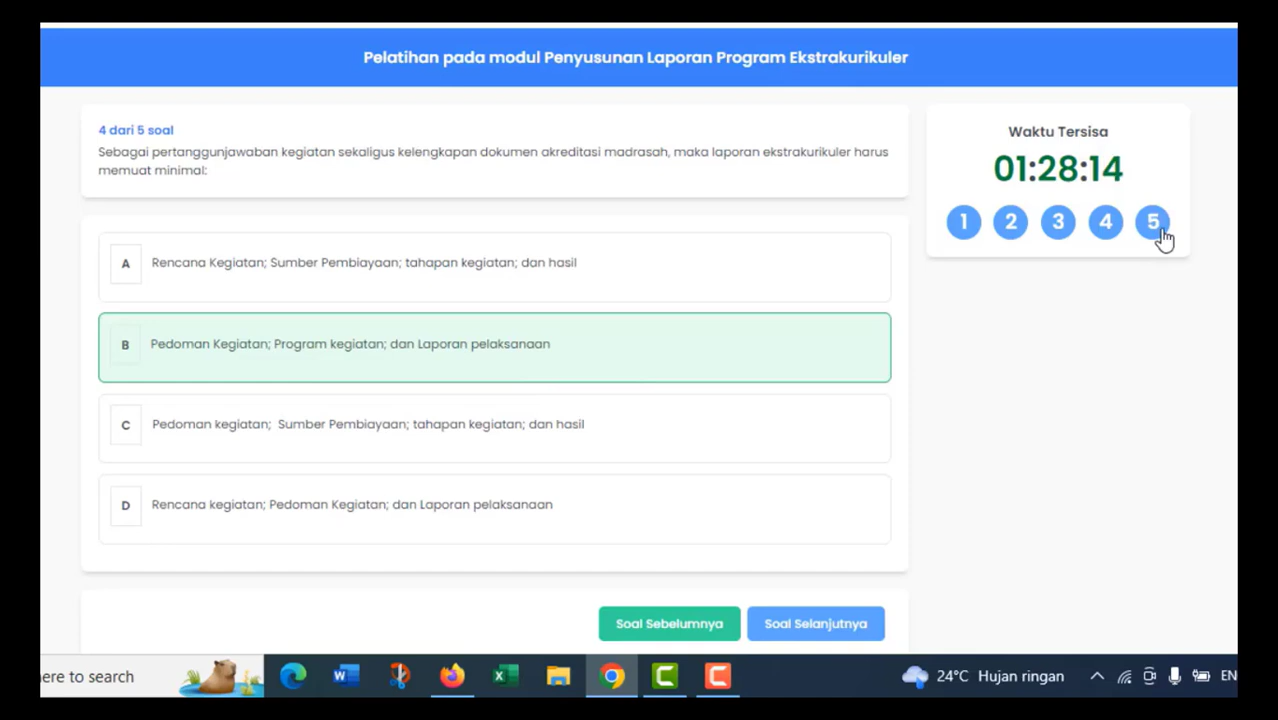 Pelatihan pada modul Penyusunan Laporan Program Ekstrakurikuler
4 dari 5 soal
Sebagai pertanggunjawaban kegiatan sekaligus kelengkapan dokumen akreditasi madrasah, maka laporan ekstrakurikuler harus
memuat minimal:
Waktu Tersisa
01:28:14
1 2 3 4 5
A Rencana Kegiatan; Sumber Pembiayaan; tahapan kegiatan; dan hasil
B Pedoman Kegiatan; Program kegiatan; dan Laporan pelaksanaan
C Pedoman kegiatan; Sumber Pembiayaan; tahapan kegiatan; dan hasil
D Rencana kegiatan; Pedoman Kegiatan; dan Laporan pelaksanaan
Soal Sebelumnya Soal Selanjutnya
ere to search 24°C Hujan ringan EN